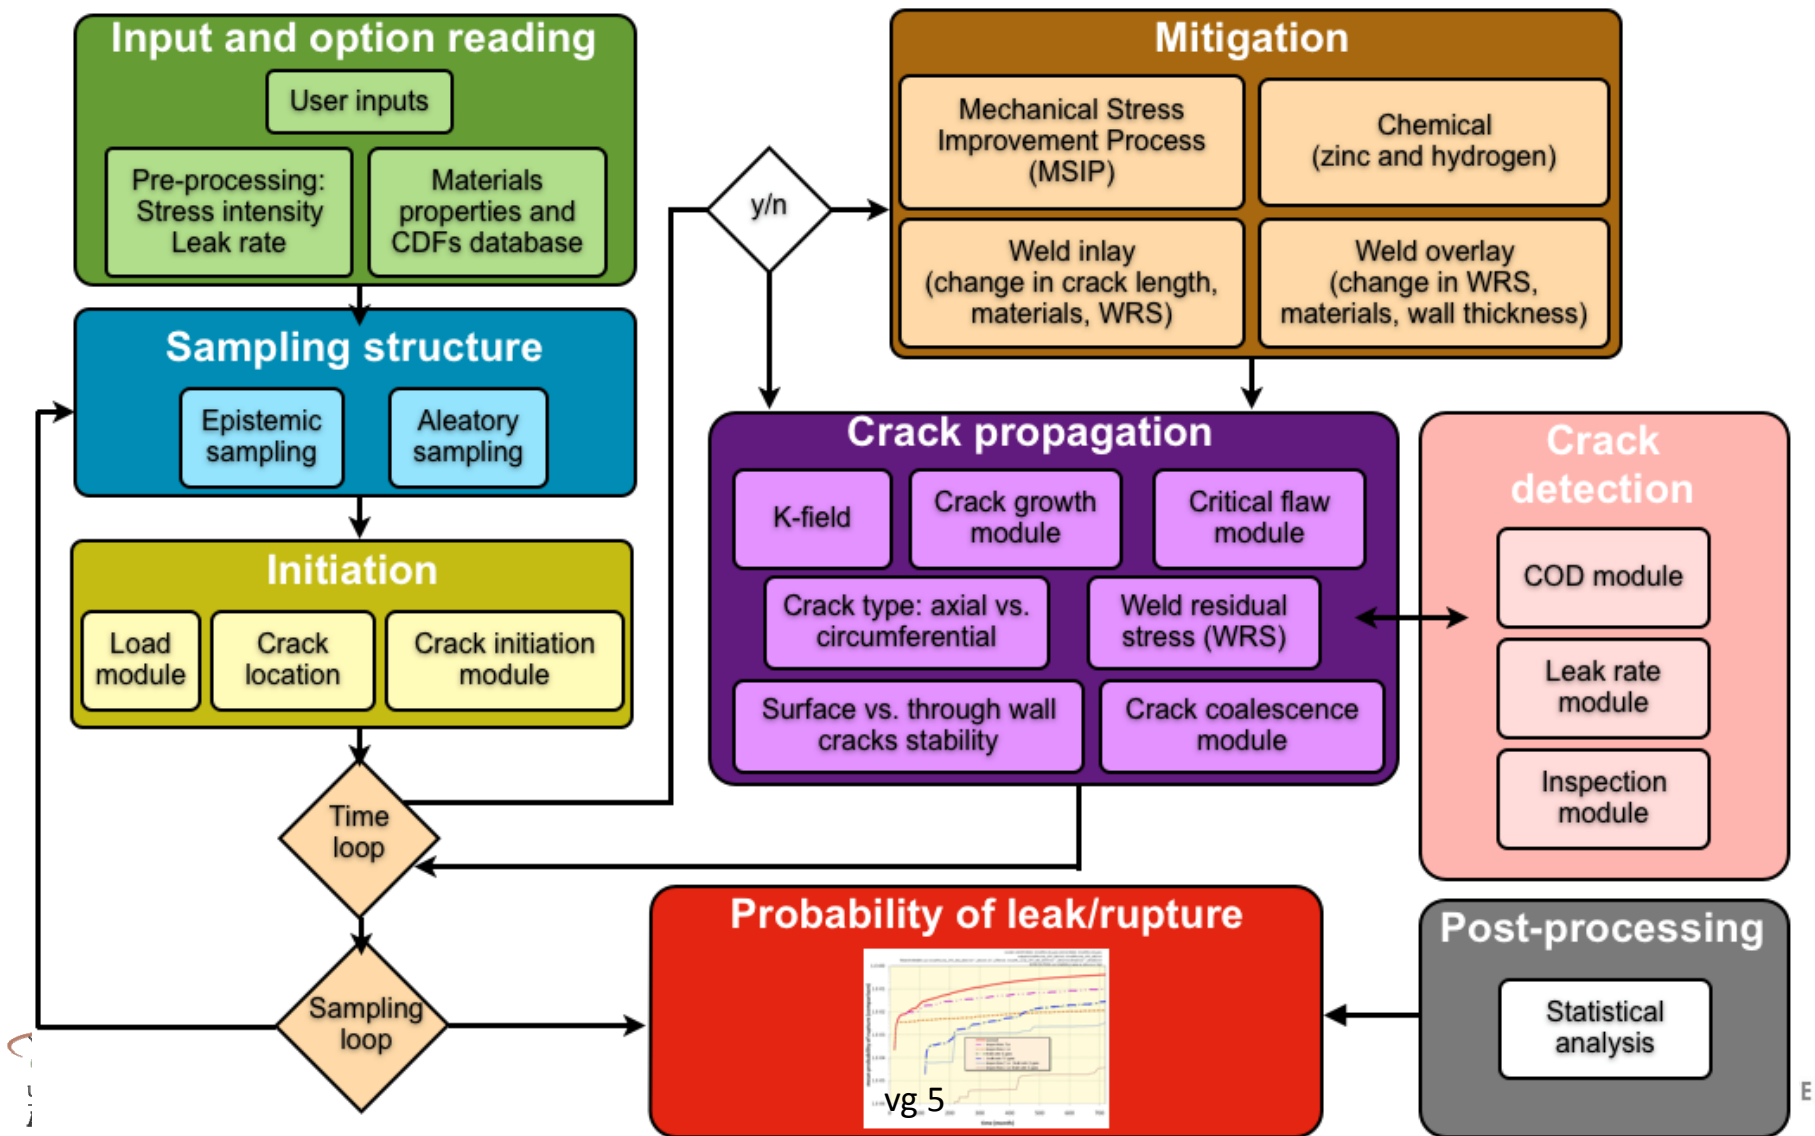 Input and option reading
User inputs
Pre-processing:
Stress intensity
Leak rate
Materials
properties and
CDFs database
Sampling structure
Epistemic
sampling
Aleatory
sampling
Initiation
Load
module
Crack
location
Crack initiation
module
Time
loop
Sampling
loop
y/n
Mitigation
Mechanical Stress
Improvement Process
(MSIP)
Chemical
(zinc and hydrogen)
Weld inlay
(change in crack length,
materials, WRS)
Weld overlay
(change in WRS,
materials, wall thickness)
Crack propagation
K-field
Crack growth
module
Critical flaw
module
Crack type: axial vs.
circumferential
Weld residual
stress (WRS)
Surface vs. through wall
cracks stability
Crack coalescence
module
Crack
detection
COD module
Leak rate
module
Inspection
module
Probability of leak/rupture
vg 5
Post-processing
Statistical
analysis
E